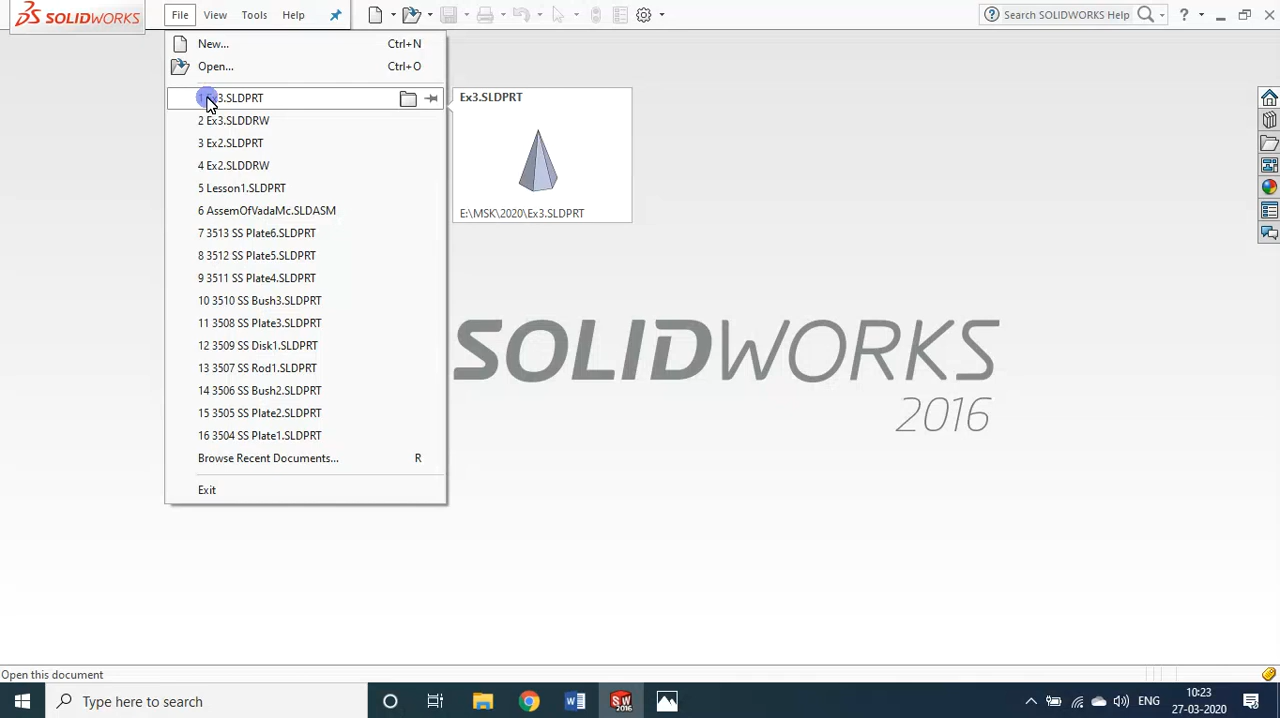 SOLIDWORKS
File View Tools Help
Search SOLIDWORKS Help
?
New... Ctrl+N
Open... Ctrl+O
1 Ex3.SLDPRT
2 Ex3.SLDDRW
3 Ex2.SLDPRT
4 Ex2.SLDDRW
5 Lesson1.SLDPRT
6 AssemOfVadaMc.SLDASM
7 3513 SS Plate6.SLDPRT
8 3512 SS Plate5.SLDPRT
9 3511 SS Plate4.SLDPRT
10 3510 SS Bush3.SLDPRT
11 3508 SS Plate3.SLDPRT
12 3509 SS Disk1.SLDPRT
13 3507 SS Rod1.SLDPRT
14 3506 SS Bush2.SLDPRT
15 3505 SS Plate2.SLDPRT
16 3504 SS Plate1.SLDPRT
Browse Recent Documents... R
Exit
Ex3.SLDPRT
E:\MSK\2020\Ex3.SLDPRT
SOLIDWORKS
2016
Open this document
Type here to search
SW
2016
ENG
10:23
27-03-2020